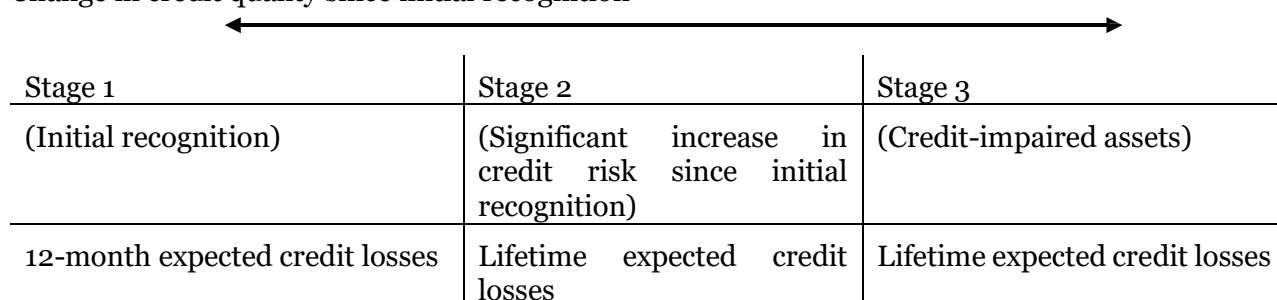 Change in credit quality since initial recognition
Stage 1
Stage 2
Stage 3
(Initial recognition)
(Significant increase in
credit risk since initial
recognition)
(Credit-impaired assets)
12-month expected credit losses
Lifetime expected credit
losses
Lifetime expected credit losses